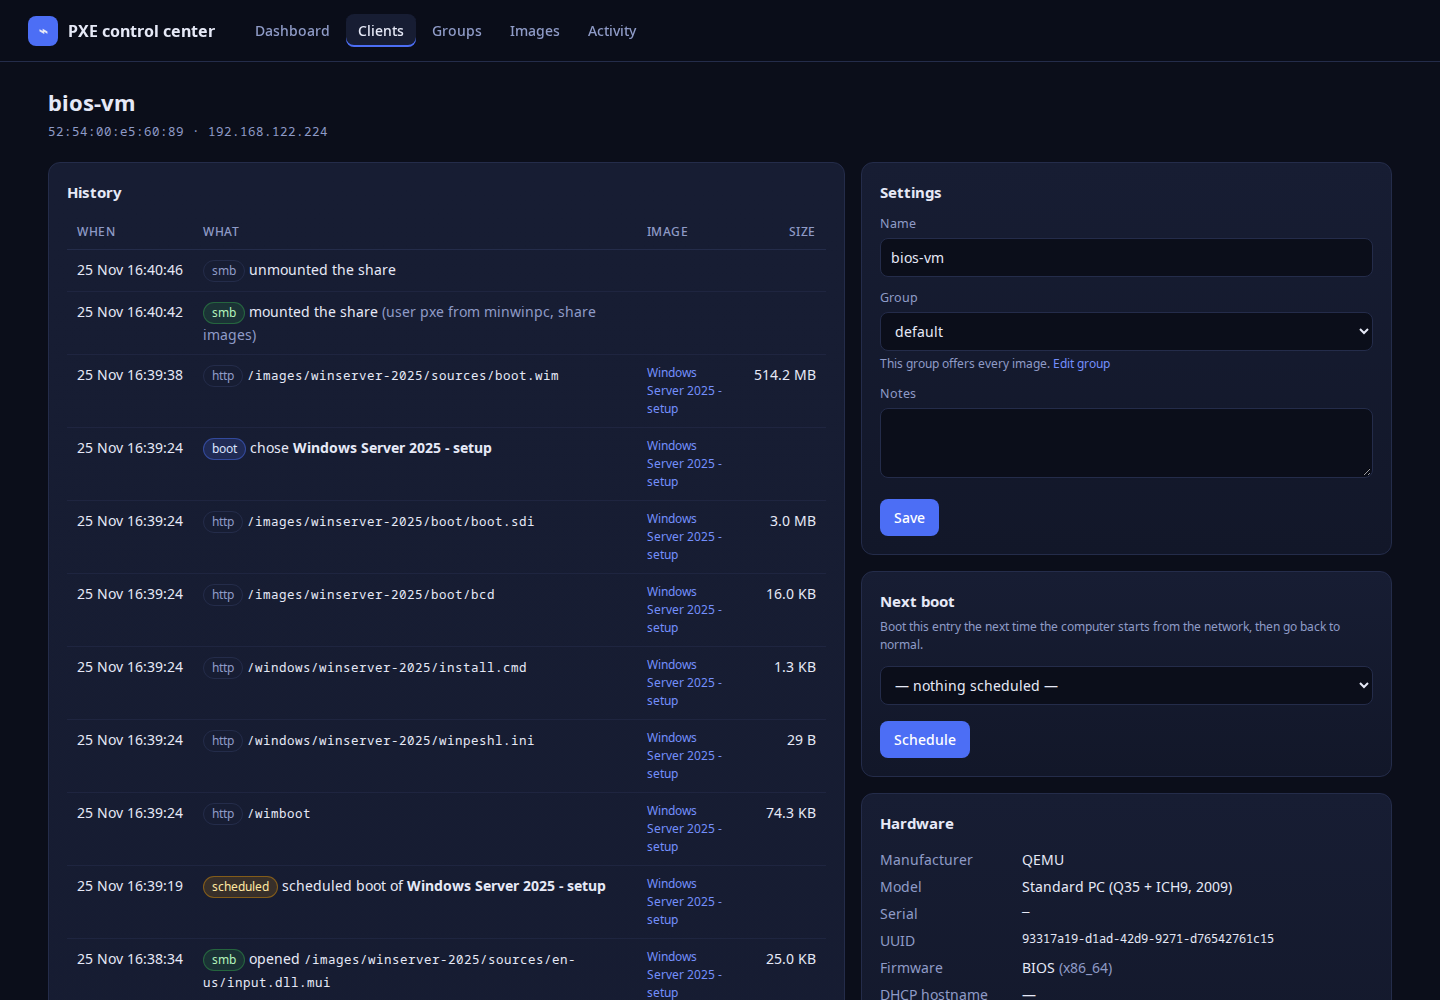 PXE control center
Dashboard
Clients
Groups
Images
Activity
bios-vm
52:54:00:e5:60:89 · 192.168.122.224
History
WHEN WHAT IMAGE SIZE
25 Nov 16:40:46 smb unmounted the share
25 Nov 16:40:42 smb mounted the share (user pxe from minwinpc, share
images)
25 Nov 16:39:38 http /images/winserver-2025/sources/boot.wim Windows 514.2 MB
Server 2025 -
setup
25 Nov 16:39:24 boot chose Windows Server 2025 - setup Windows
Server 2025 -
setup
25 Nov 16:39:24 http /images/winserver-2025/boot/boot.sdi Windows 3.0 MB
Server 2025 -
setup
25 Nov 16:39:24 http /images/winserver-2025/boot/bcd Windows 16.0 KB
Server 2025 -
setup
25 Nov 16:39:24 http /windows/winserver-2025/install.cmd Windows 1.3 KB
Server 2025 -
setup
25 Nov 16:39:24 http /windows/winserver-2025/winpeshl.ini Windows 29 B
Server 2025 -
setup
25 Nov 16:39:24 http /wimboot Windows 74.3 KB
Server 2025 -
setup
25 Nov 16:39:19 scheduled scheduled boot of Windows Server 2025 - setup Windows
Server 2025 -
setup
25 Nov 16:38:34 smb opened /images/winserver-2025/sources/en- Windows 25.0 KB
us/input.dll.mui Server 2025 -
setup
Settings
Name
bios-vm
Group
default
This group offers every image. Edit group
Notes
Save
Next boot
Boot this entry the next time the computer starts from the network, then go back to
normal.
— nothing scheduled —
Schedule
Hardware
Manufacturer QEMU
Model Standard PC (Q35 + ICH9, 2009)
Serial —
UUID 93317a19-d1ad-42d9-9271-d76542761c15
Firmware BIOS (x86_64)
DHCP hostname —